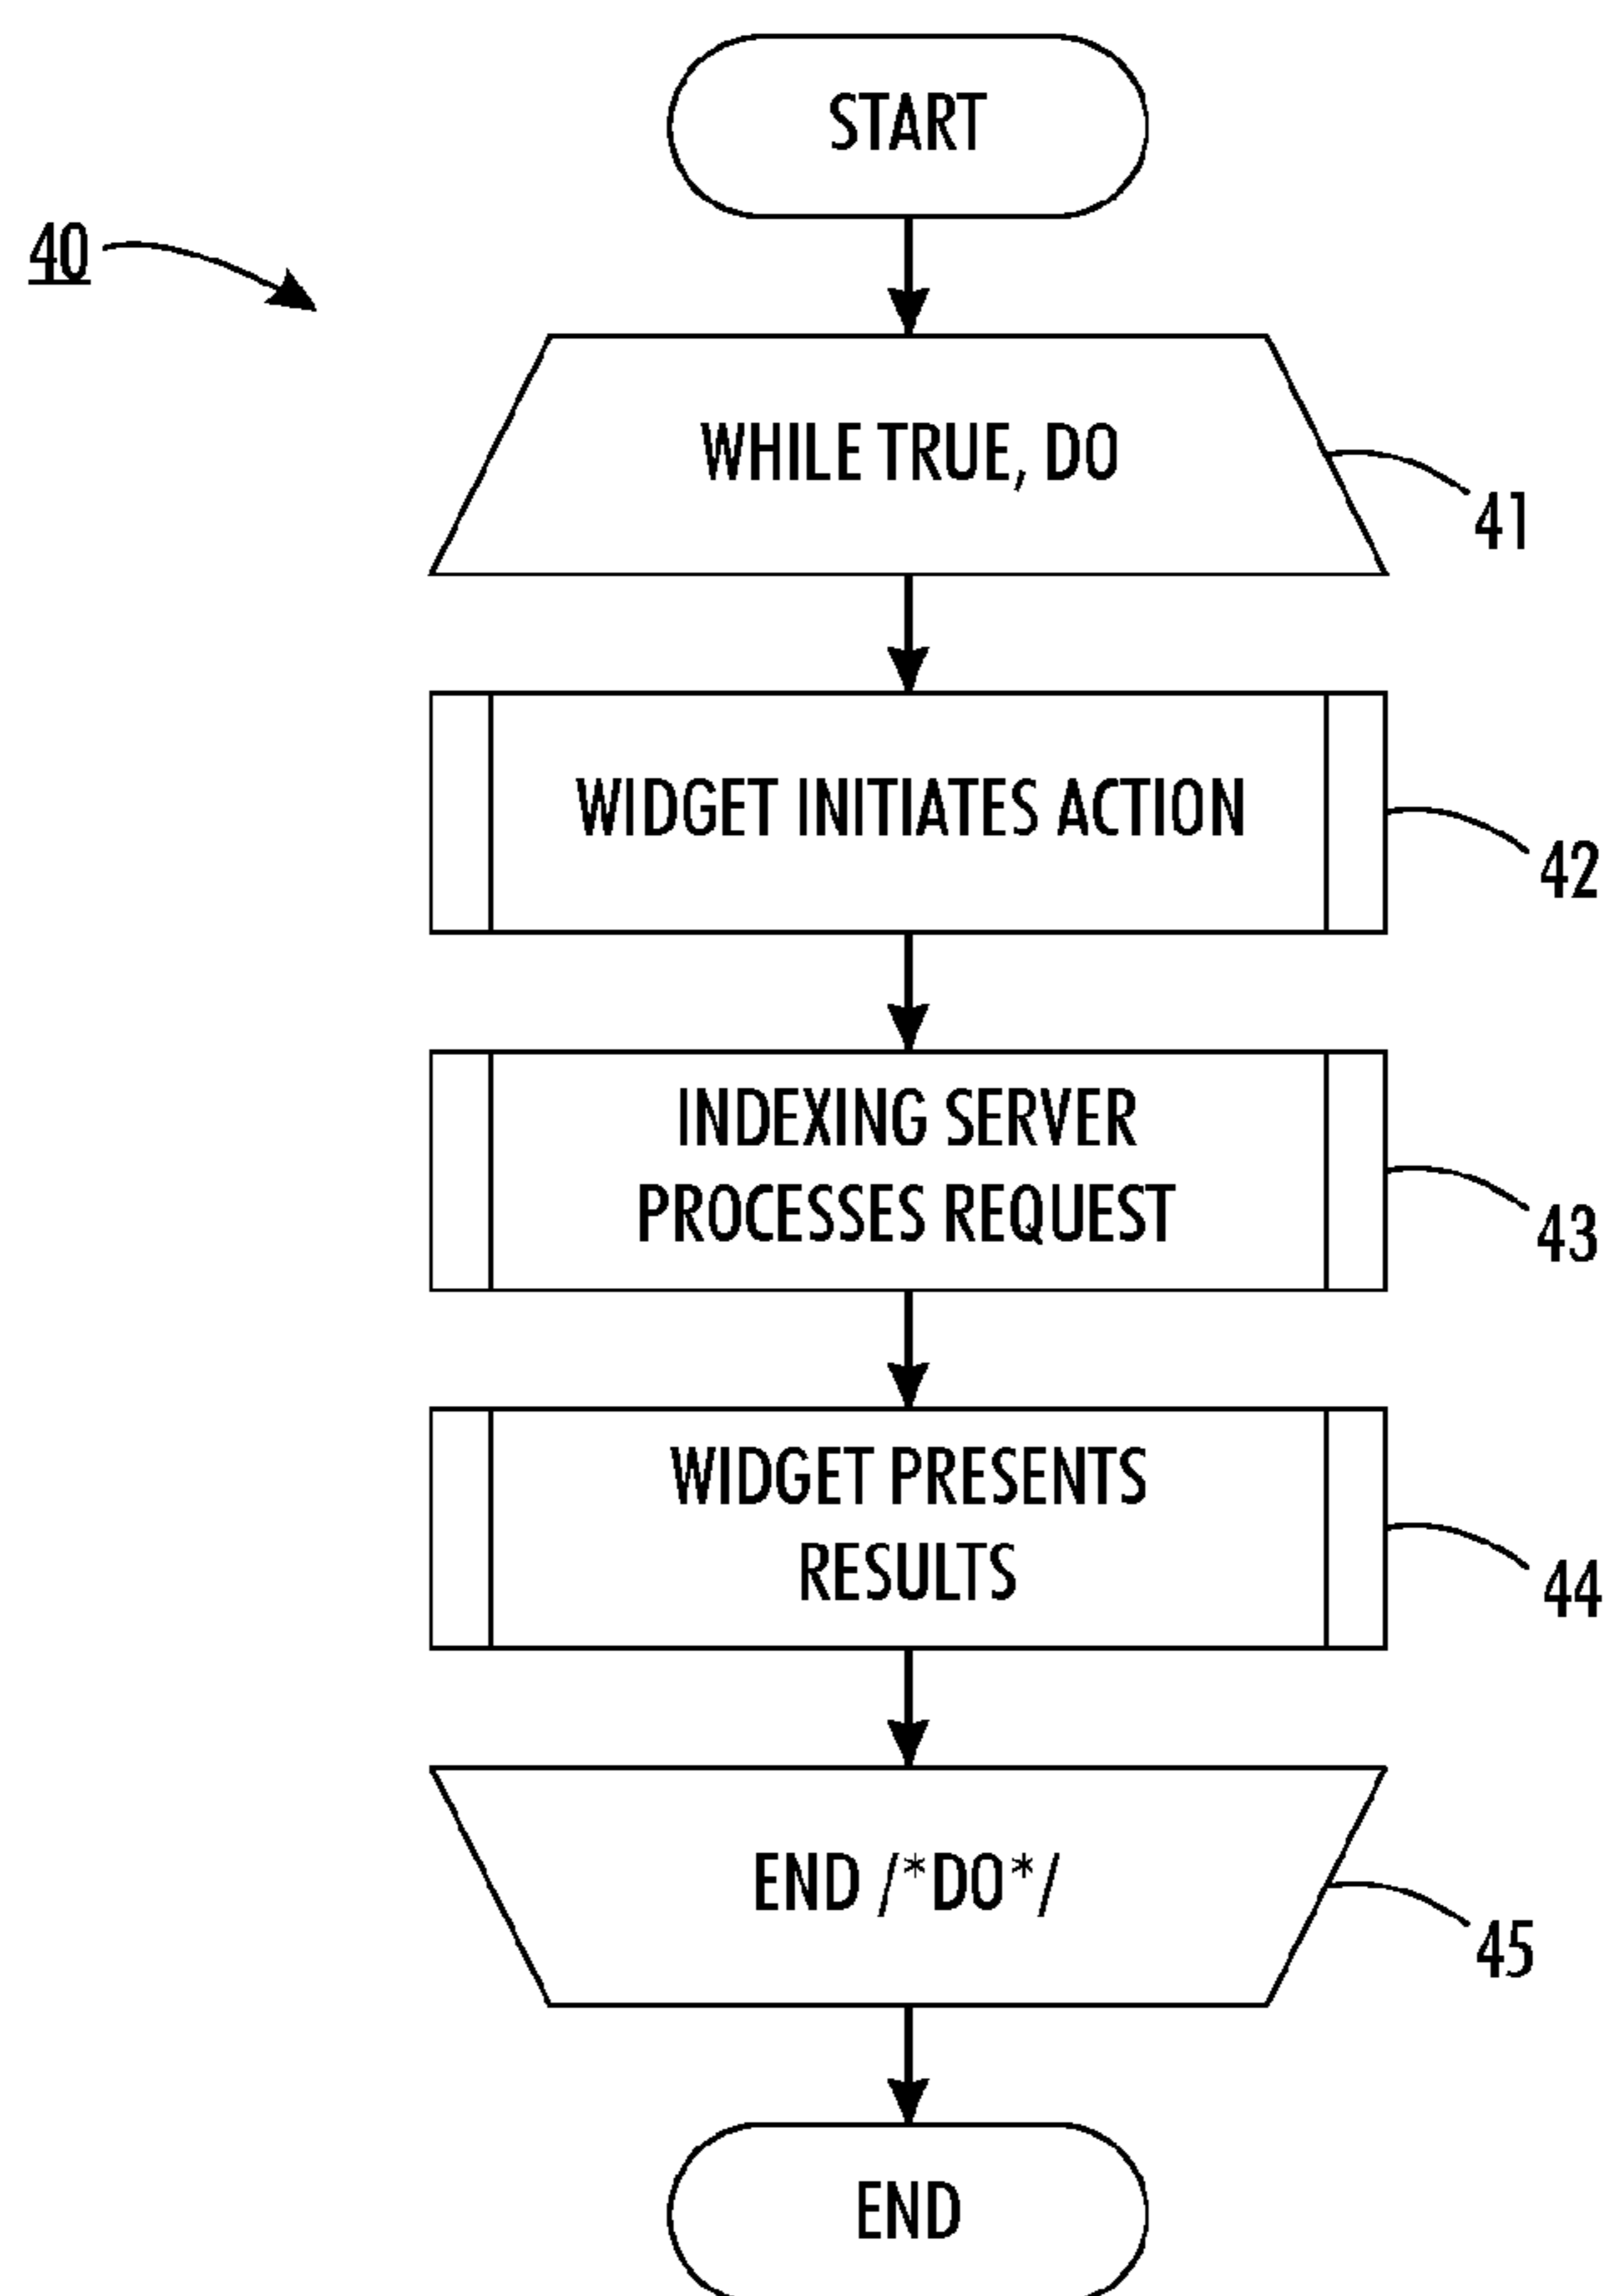 START
40
WHILE TRUE, DO
41
WIDGET INITIATES ACTION
42
INDEXING SERVER
PROCESSES REQUEST
43
WIDGET PRESENTS
RESULTS
44
END /*DO*/
45
END